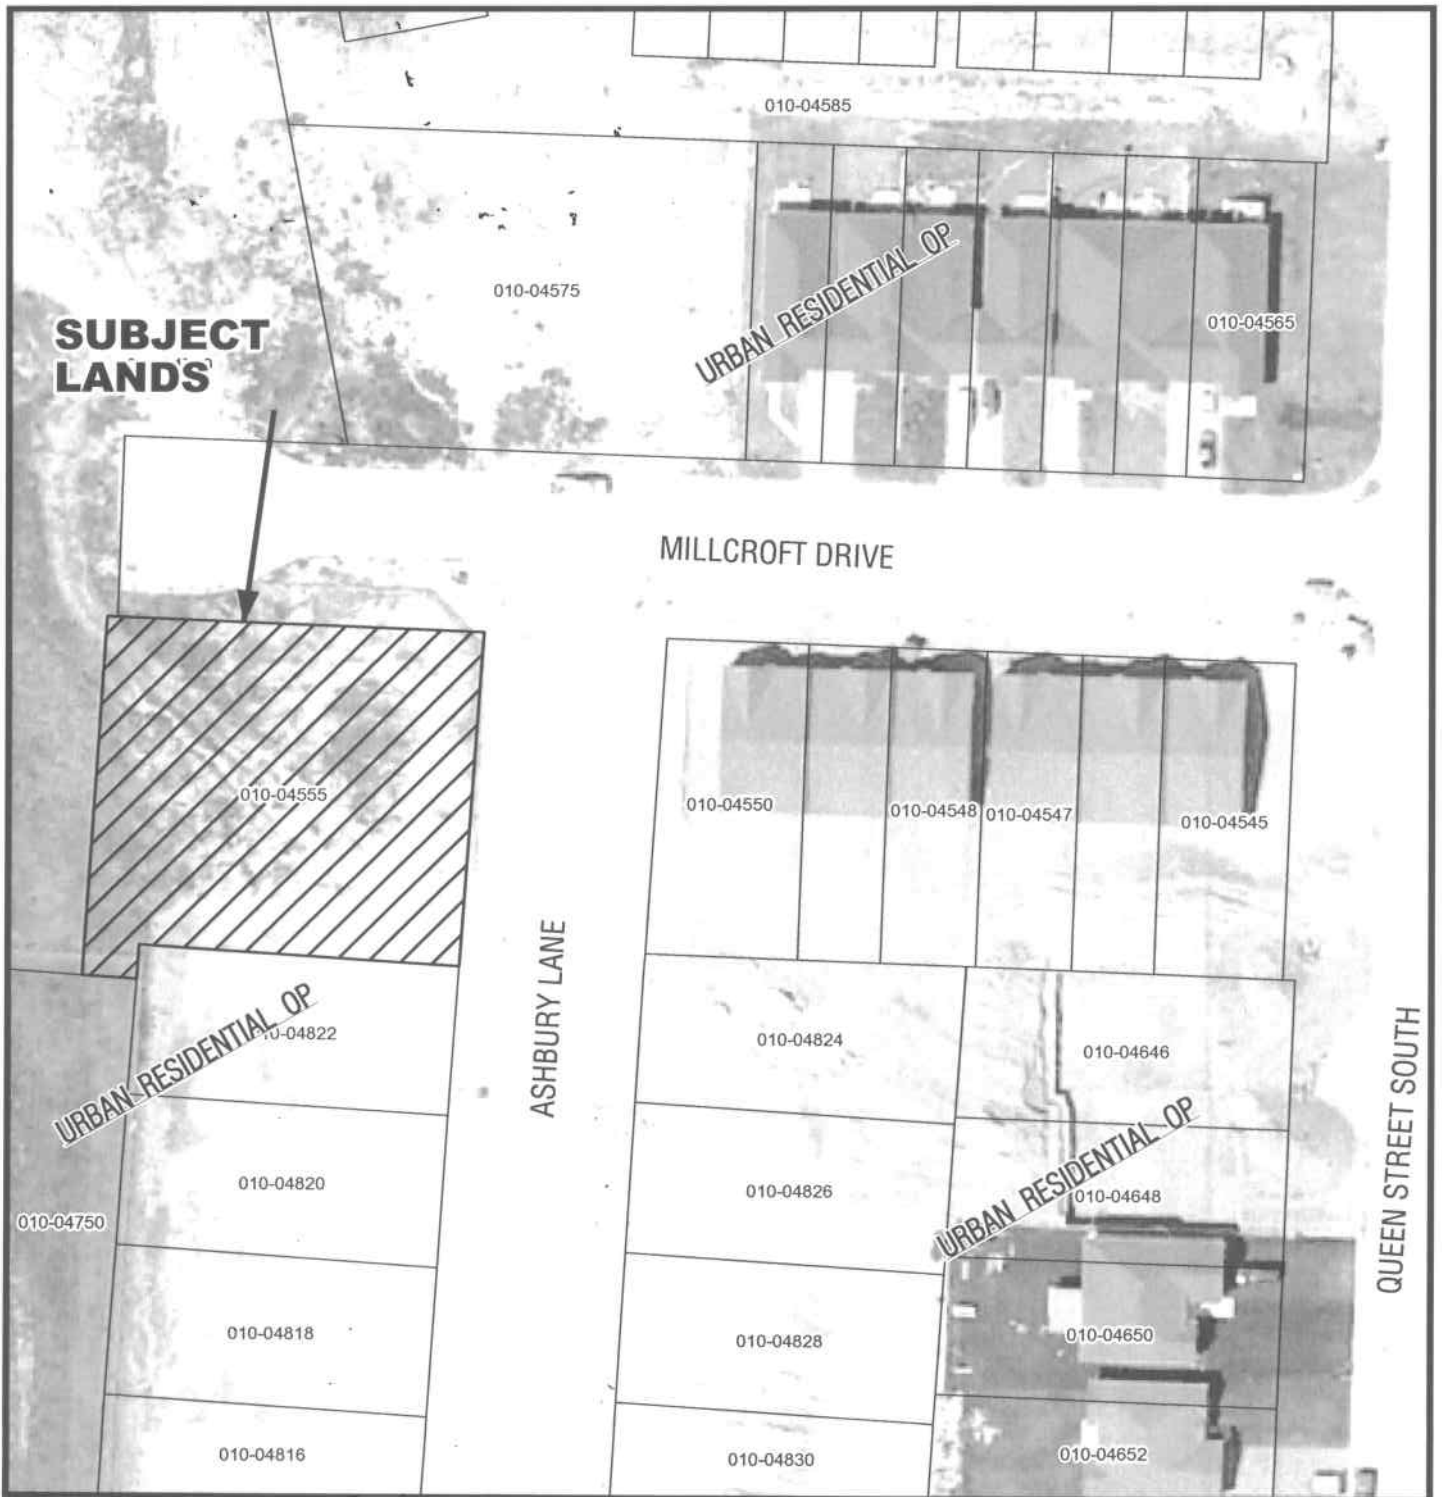 010-04585
URBAN RESIDENTIAL OP
010-04575
010-04565
SUBJECT
LANDS
MILLCROFT DRIVE
010-04555
010-04550
010-04548
010-04547
010-04545
ASHBURY LANE
URBAN RESIDENTIAL OP
10-04822
010-04824
010-04646
QUEEN STREET SOUTH
URBAN RESIDENTIAL OP
010-04820
010-04826
010-04648
010-04750
010-04818
010-04828
010-04650
010-04816
010-04830
010-04652